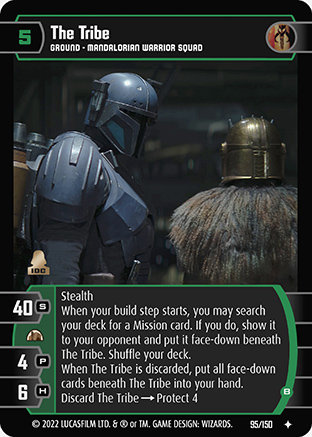 5
The Tribe
GROUND - MANDALORIAN WARRIOR SQUAD
IDC
40 S
4 P
6 H
Stealth
When your build step starts, you may search
your deck for a Mission card. If you do, show it
to your opponent and put it face-down beneath
The Tribe. Shuffle your deck.
When The Tribe is discarded, put all face-down
cards beneath The Tribe into your hand.
Discard The Tribe → Protect 4
B
© 2022 LUCASFILM LTD. & ® or TM. GAME DESIGN: WIZARDS.
95/150